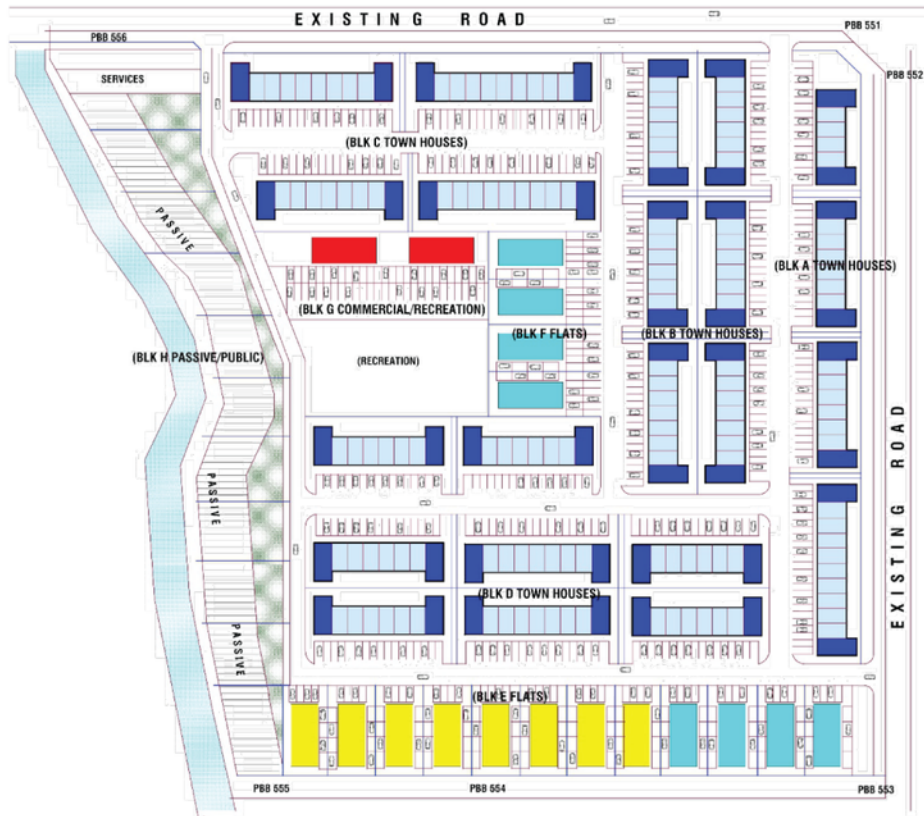 EXISTING ROAD
PBB 551
PBB 556
PBB 552
SERVICES
(BLK C TOWN HOUSES)
PASSIVE
(BLK A TOWN HOUSES)
(BLK G COMMERCIAL/RECREATION)
(BLK F FLATS)
(BLK B TOWN HOUSES)
(BLK H PASSIVE/PUBLIC)
(RECREATION)
EXISTING ROAD
PASSIVE
(BLK D TOWN HOUSES)
PASSIVE
(BLK E FLATS)
PBB 555
PBB 554
PBB 553